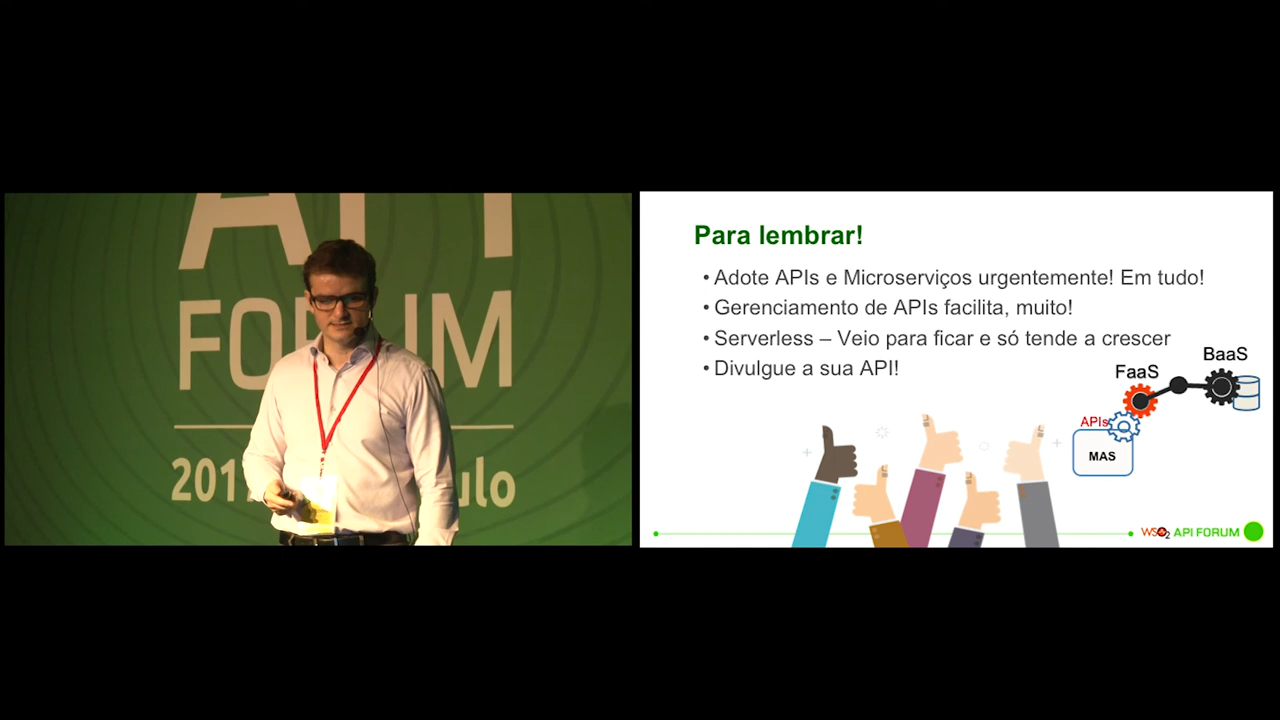 API
FORUM
2017
ulo
Para lembrar!
• Adote APIs e Microserviços urgentemente! Em tudo!
• Gerenciamento de APIs facilita, muito!
• Serverless – Veio para ficar e só tende a crescer
• Divulgue a sua API!
BaaS
FaaS
APIs
MAS
WSO2 API FORUM